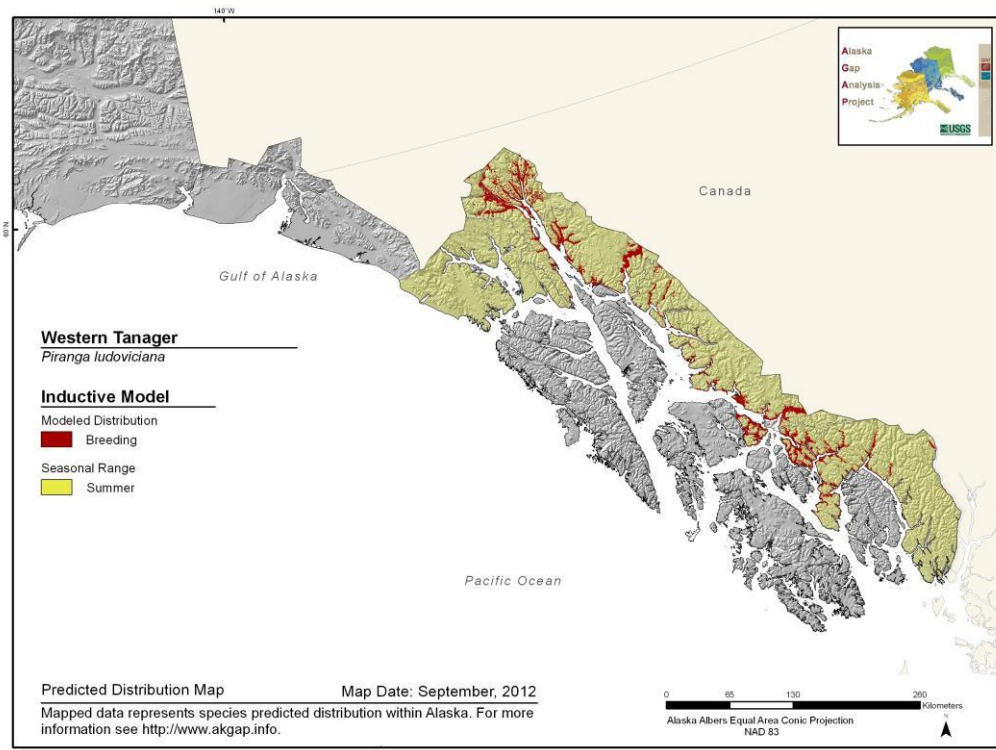 140°W
Alaska
Gap
Analysis
Project
USGS
Canada
60°N
Gulf of Alaska
Western Tanager
Piranga ludoviciana
Inductive Model
Modeled Distribution
Breeding
Seasonal Range
Summer
Pacific Ocean
Predicted Distribution Map Map Date: September, 2012
Mapped data represents species predicted distribution within Alaska. For more
information see http://www.akgap.info.
0 65 130 260
Kilometers
Alaska Albers Equal Area Conic Projection
NAD 83
N